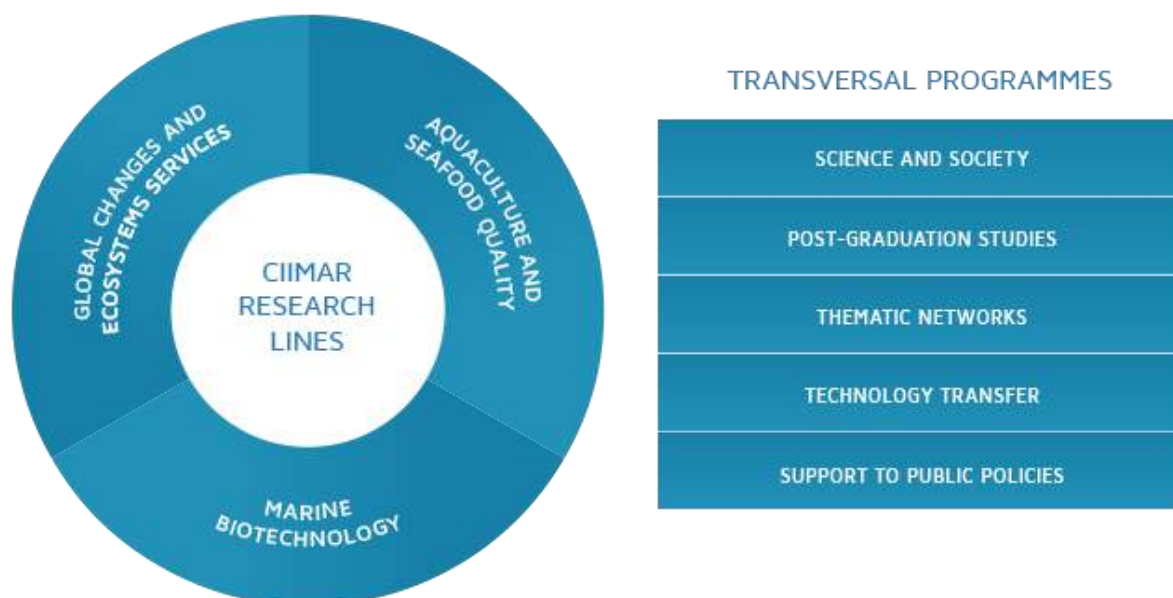 GLOBAL CHANGES AND
ECOSYSTEMS SERVICES
AQUACULTURE AND
SEAFOOD QUALITY
CIIMAR
RESEARCH
LINES
MARINE
BIOTECHNOLOGY
TRANSVERSAL PROGRAMMES
SCIENCE AND SOCIETY
POST-GRADUATION STUDIES
THEMATIC NETWORKS
TECHNOLOGY TRANSFER
SUPPORT TO PUBLIC POLICIES